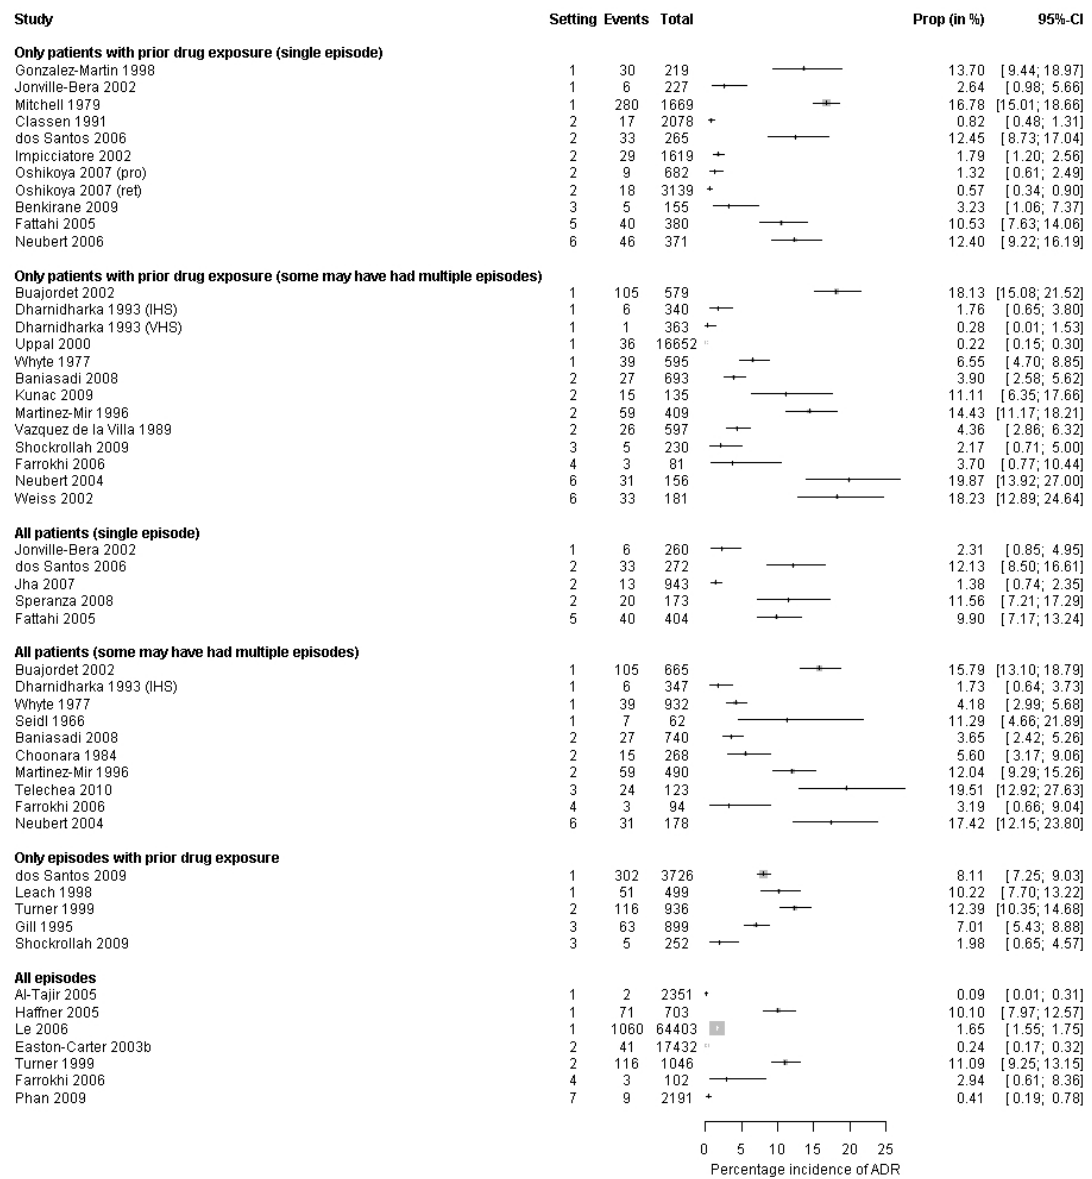 Study Setting Events Total Prop (in %) 95%-CI
Only patients with prior drug exposure (single episode)
Gonzalez-Martin 1998 1 30 219 13.70 [ 9.44; 18.97]
Jonville-Bera 2002 1 6 227 2.64 [ 0.98; 5.66]
Mitchell 1979 1 280 1669 16.78 [15.01; 18.66]
Classen 1991 2 17 2078 0.82 [ 0.48; 1.31]
dos Santos 2006 2 33 265 12.45 [ 8.73; 17.04]
Impicciatore 2002 2 29 1619 1.79 [ 1.20; 2.56]
Oshikoya 2007 (pro) 2 9 682 1.32 [ 0.61; 2.49]
Oshikoya 2007 (ret) 2 18 3139 0.57 [ 0.34; 0.90]
Benkirane 2009 3 5 155 3.23 [ 1.06; 7.37]
Fattahi 2005 5 40 380 10.53 [ 7.63; 14.06]
Neubert 2006 6 46 371 12.40 [ 9.22; 16.19]
Only patients with prior drug exposure (some may have had multiple episodes)
Buajordet 2002 1 105 579 18.13 [15.08; 21.52]
Dharnidharka 1993 (IHS) 1 6 340 1.76 [ 0.65; 3.80]
Dharnidharka 1993 (VHS) 1 1 363 0.28 [ 0.01; 1.53]
Uppal 2000 1 36 16652 0.22 [ 0.15; 0.30]
Whyte 1977 1 39 595 6.55 [ 4.70; 8.85]
Baniasadi 2008 2 27 693 3.90 [ 2.58; 5.62]
Kunac 2009 2 15 135 11.11 [ 6.35; 17.66]
Martinez-Mir 1996 2 59 409 14.43 [11.17; 18.21]
Vazquez de la Villa 1989 2 26 597 4.36 [ 2.86; 6.32]
Shockrollah 2009 3 5 230 2.17 [ 0.71; 5.00]
Farrokhi 2006 4 3 81 3.70 [ 0.77; 10.44]
Neubert 2004 6 31 156 19.87 [13.92; 27.00]
Weiss 2002 6 33 181 18.23 [12.89; 24.64]
All patients (single episode)
Jonville-Bera 2002 1 6 260 2.31 [ 0.85; 4.95]
dos Santos 2006 2 33 272 12.13 [ 8.50; 16.61]
Jha 2007 2 13 943 1.38 [ 0.74; 2.35]
Speranza 2008 2 20 173 11.56 [ 7.21; 17.29]
Fattahi 2005 5 40 404 9.90 [ 7.17; 13.24]
All patients (some may have had multiple episodes)
Buajordet 2002 1 105 665 15.79 [13.10; 18.79]
Dharnidharka 1993 (IHS) 1 6 347 1.73 [ 0.64; 3.73]
Whyte 1977 1 39 932 4.18 [ 2.99; 5.68]
Seidl 1966 1 7 62 11.29 [ 4.66; 21.89]
Baniasadi 2008 2 27 740 3.65 [ 2.42; 5.26]
Choonara 1984 2 15 268 5.60 [ 3.17; 9.06]
Martinez-Mir 1996 2 59 490 12.04 [ 9.29; 15.26]
Telechea 2010 3 24 123 19.51 [12.92; 27.63]
Farrokhi 2006 4 3 94 3.19 [ 0.66; 9.04]
Neubert 2004 6 31 178 17.42 [12.15; 23.80]
Only episodes with prior drug exposure
dos Santos 2009 1 302 3726 8.11 [ 7.25; 9.03]
Leach 1998 1 51 499 10.22 [ 7.70; 13.22]
Turner 1999 2 116 936 12.39 [10.35; 14.68]
Gill 1995 3 63 899 7.01 [ 5.43; 8.88]
Shockrollah 2009 3 5 252 1.98 [ 0.65; 4.57]
All episodes
Al-Tajir 2005 1 2 2351 0.09 [ 0.01; 0.31]
Haffner 2005 1 71 703 10.10 [ 7.97; 12.57]
Le 2006 1 1060 64403 1.65 [ 1.55; 1.75]
Easton-Carter 2003b 2 41 17432 0.24 [ 0.17; 0.32]
Turner 1999 2 116 1046 11.09 [ 9.25; 13.15]
Farrokhi 2006 4 3 102 2.94 [ 0.61; 8.36]
Phan 2009 7 9 2191 0.41 [ 0.19; 0.78]
0 5 10 15 20 25
Percentage incidence of ADR